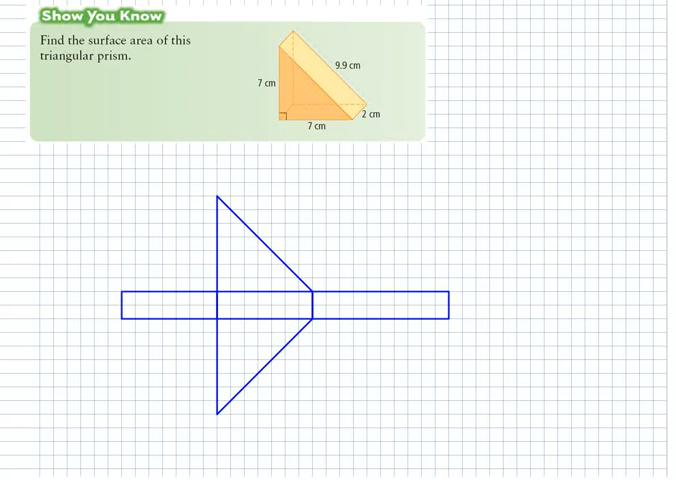 Show You Know
Find the surface area of this
triangular prism.
9.9 cm
7 cm
2 cm
7 cm